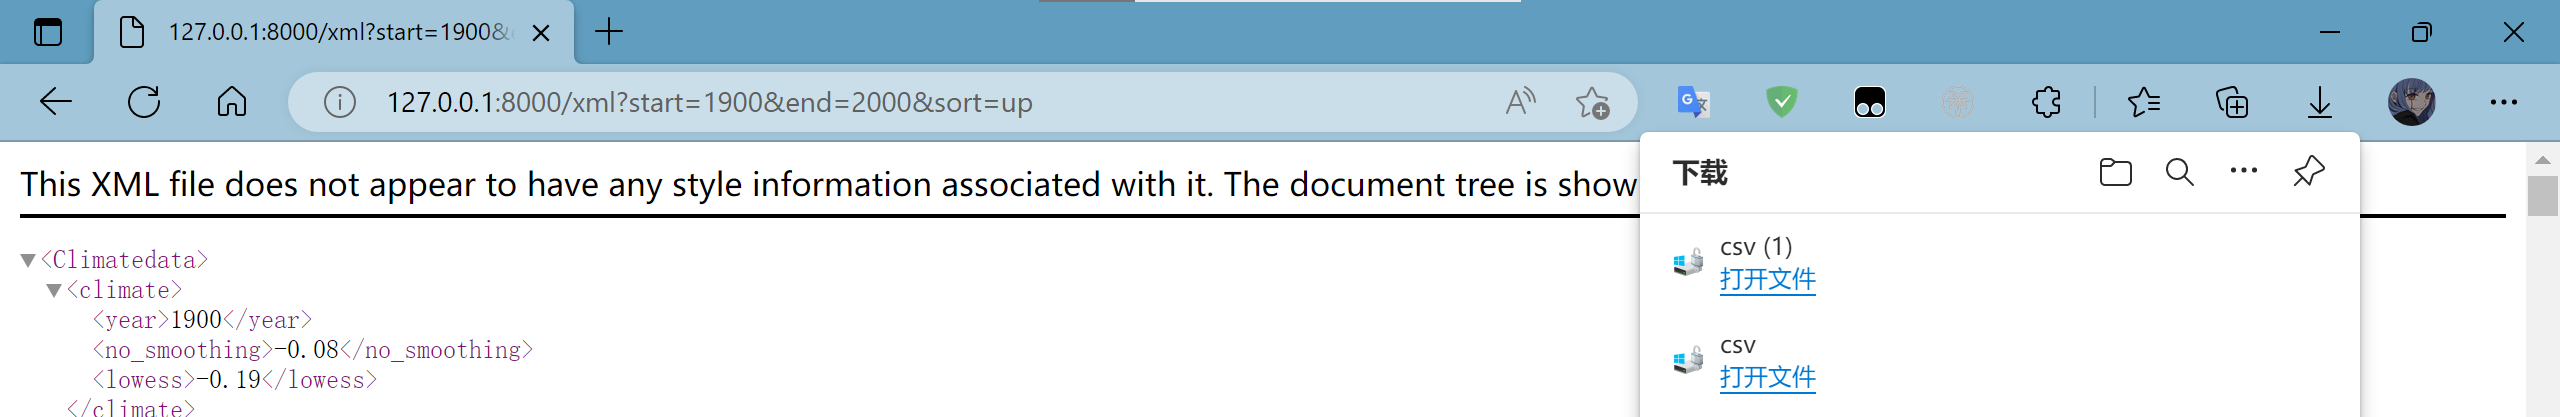 127.0.0.1:8000/xml?start=1900&
127.0.0.1:8000/xml?start=1900&end=2000&sort=up
This XML file does not appear to have any style information associated with it. The document tree is show
下载
<Climatedata>
<climate>
<year>1900</year>
<no_smoothing>-0.08</no_smoothing>
<lowess>-0.19</lowess>
</climate>
csv (1)
打开文件
csv
打开文件